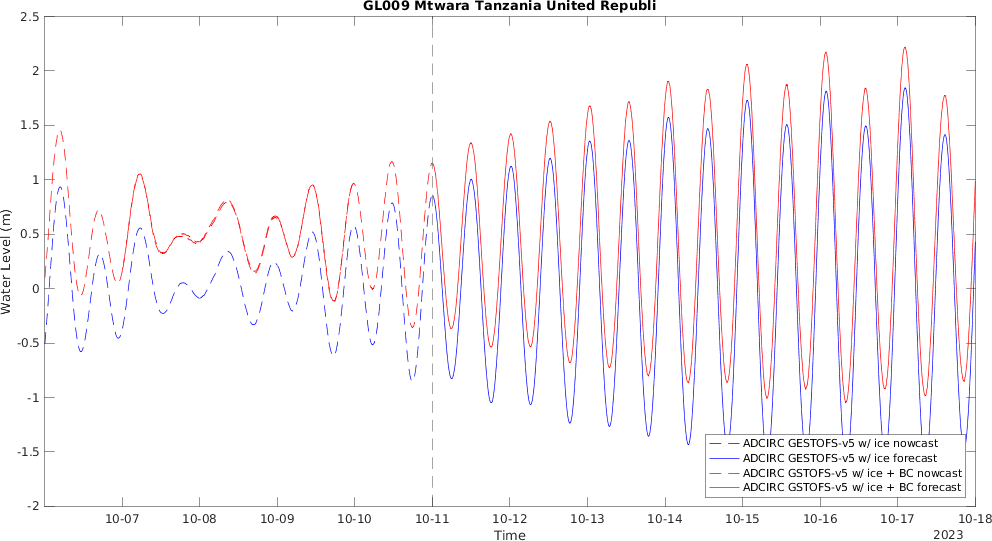 GL009 Mtwara Tanzania United Republi
2.5
2
1.5
1
0.5
0
-0.5
-1
-1.5
-2
Water Level (m)
ADCIRC GESTOFS-v5 w/ ice nowcast
ADCIRC GESTOFS-v5 w/ ice forecast
ADCIRC GSTOFS-v5 w/ ice + BC nowcast
ADCIRC GSTOFS-v5 w/ ice + BC forecast
10-07 10-08 10-09 10-10 10-11 10-12 10-13 10-14 10-15 10-16 10-17 10-18
Time
2023